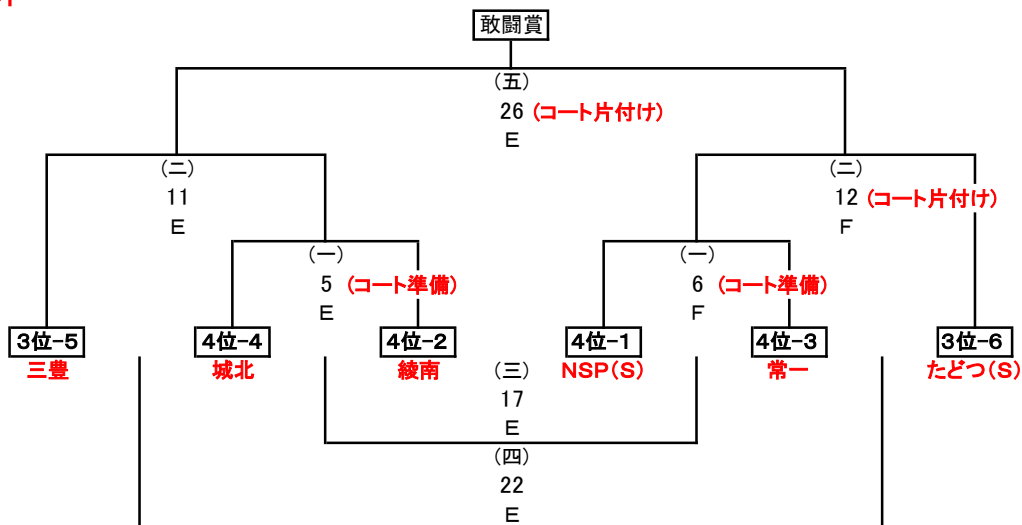 敢闘賞
(五)
26 (コート片付け)
E
(二)
11
E
(二)
12 (コート片付け)
F
(一)
5 (コート準備)
E
(一)
6 (コート準備)
F
3位-5
4位-4
4位-2
4位-1
4位-3
3位-6
三豊
城北
綾南
NSP(S)
常一
たどつ(S)
(三)
17
E
(四)
22
E